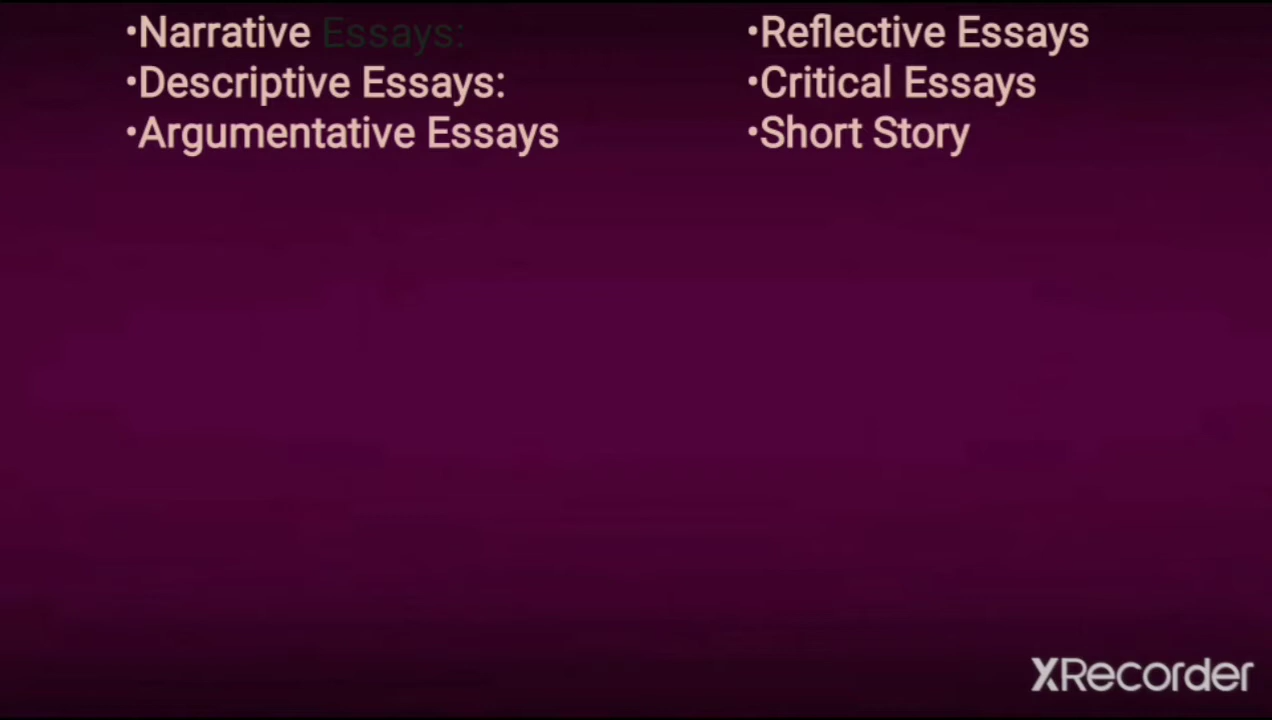 •Narrative Essays:
•Descriptive Essays:
•Argumentative Essays
•Reflective Essays
•Critical Essays
•Short Story
XRecorder